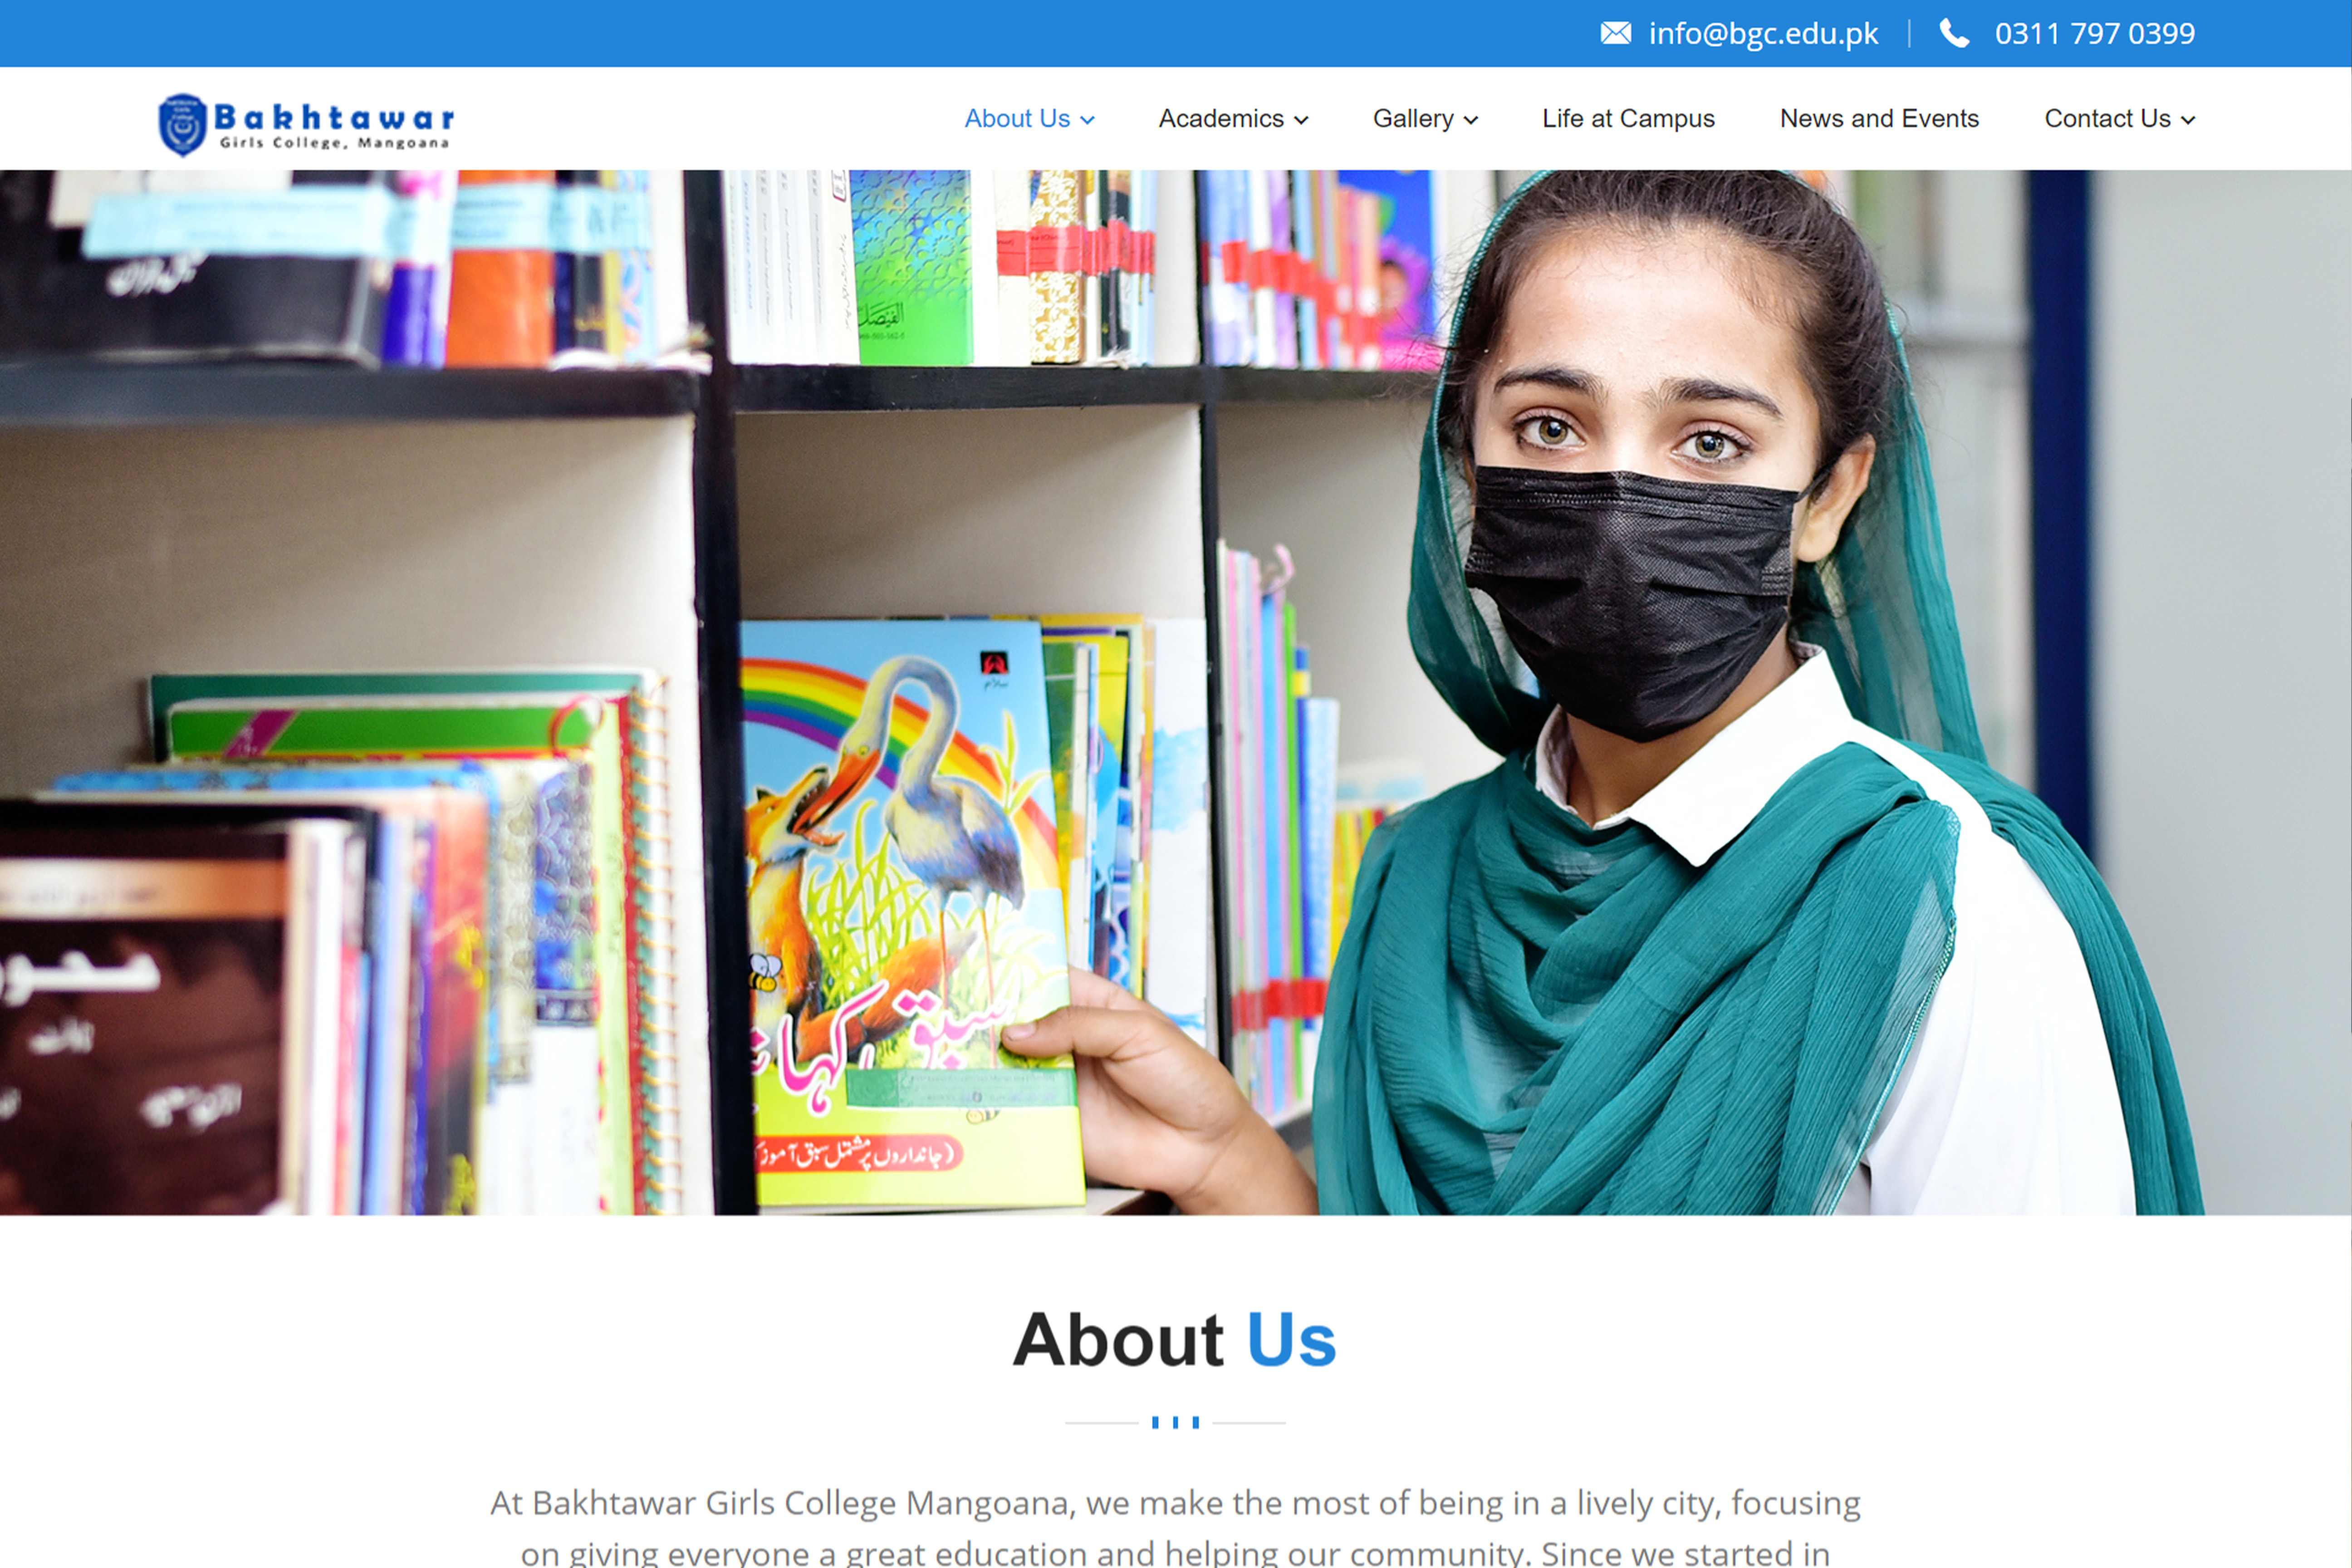 info@bgc.edu.pk
0311 797 0399
Bakhtawar
Girls College, Mangoana
About Us
Academics
Gallery
Life at Campus
News and Events
Contact Us
الفیصل
سلام
سبق
(جانداروں پر مشتمل سبق آموز
About Us
At Bakhtawar Girls College Mangoana, we make the most of being in a lively city, focusing
on giving everyone a great education and helping our community. Since we started in